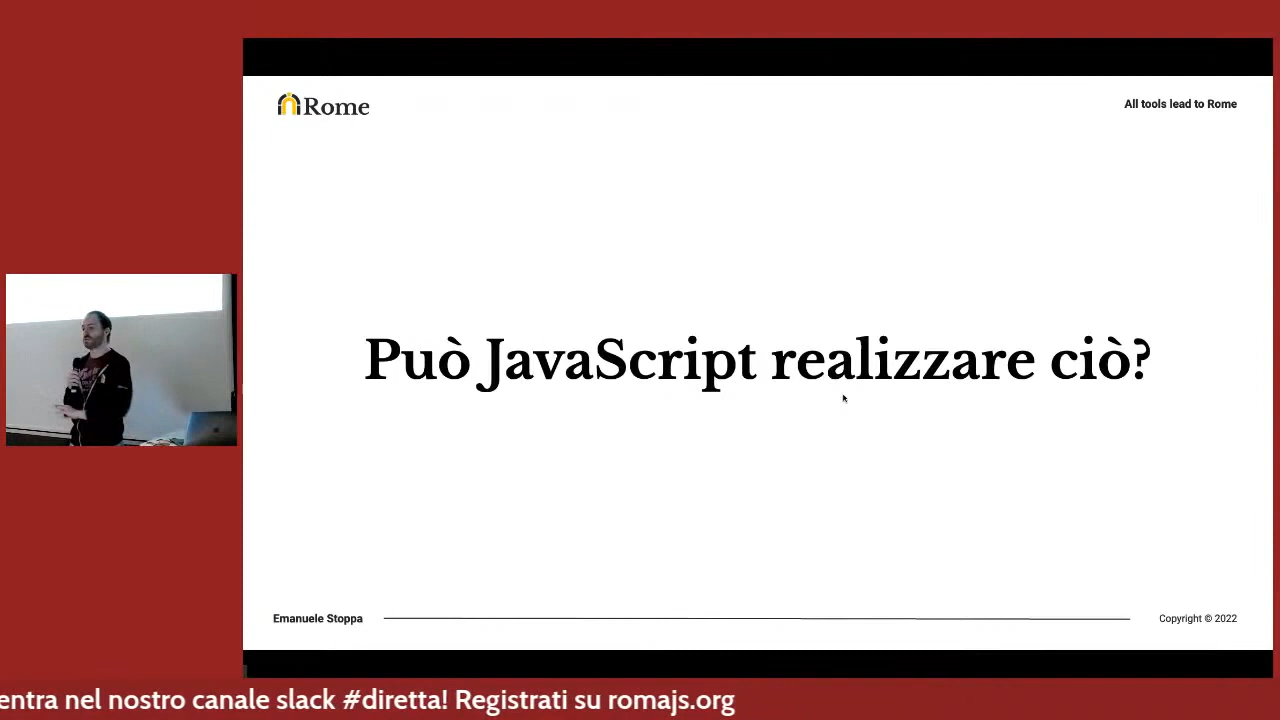 Rome
All tools lead to Rome
Può JavaScript realizzare ciò?
Emanuele Stoppa
Copyright © 2022
entra nel nostro canale slack #diretta! Registrati su romajs.org